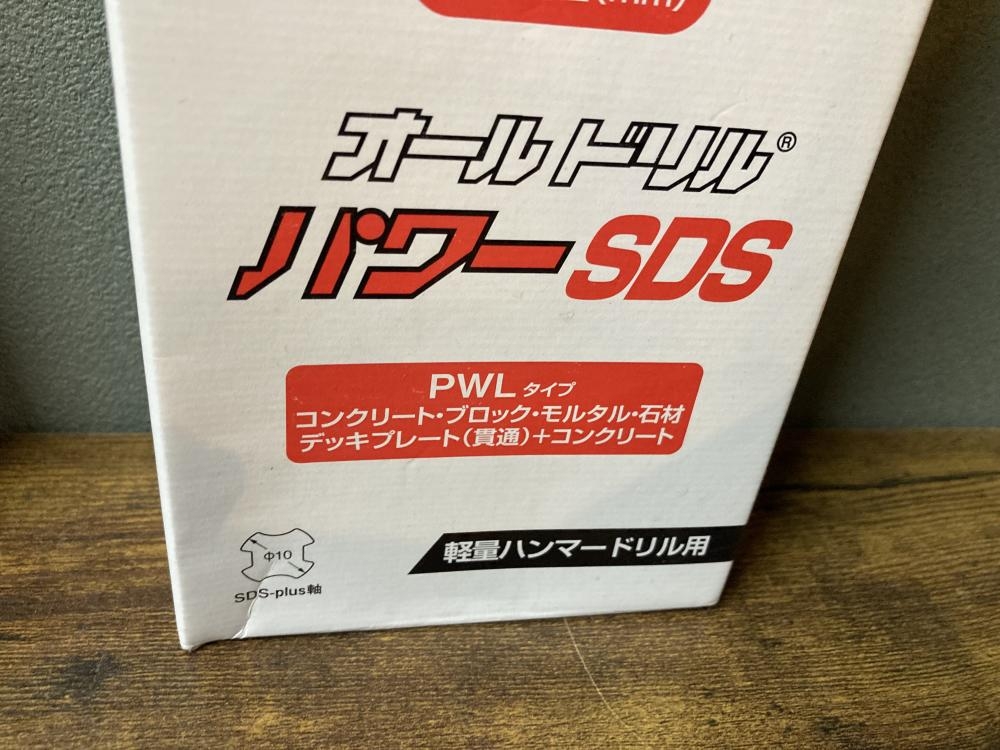 (mm)
オールドリル®
パワーSDS
PWL タイプ
コンクリート・ブロック・モルタル・石材
デッキプレート(貫通)+コンクリート
Φ10
SDS-plus軸
軽量ハンマードリル用